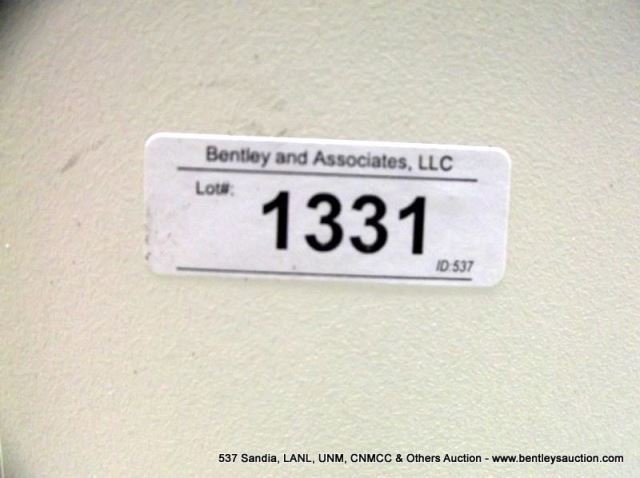 Bentley and Associates, LLC
Lot#:
1331
ID:537
537 Sandia, LANL, UNM, CNMCC & Others Auction - www.bentleysauction.com